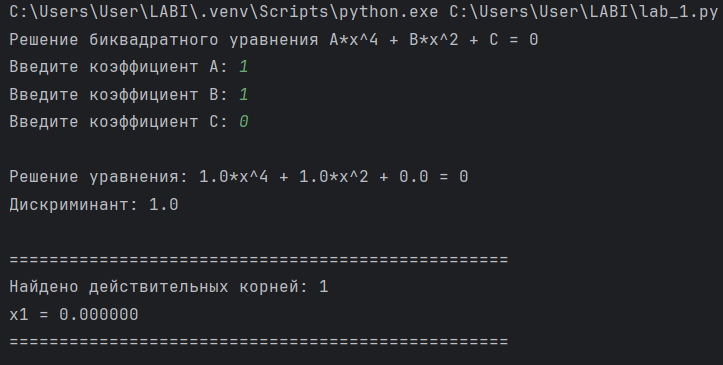 C:\Users\User\LABI\.venv\Scripts\python.exe C:\Users\User\LABI\lab_1.py
Решение биквадратного уравнения A*x^4 + B*x^2 + C = 0
Введите коэффициент A: 1
Введите коэффициент B: 1
Введите коэффициент C: 0
Решение уравнения: 1.0*x^4 + 1.0*x^2 + 0.0 = 0
Дискриминант: 1.0
==================================================
Найдено действительных корней: 1
x1 = 0.000000
==================================================